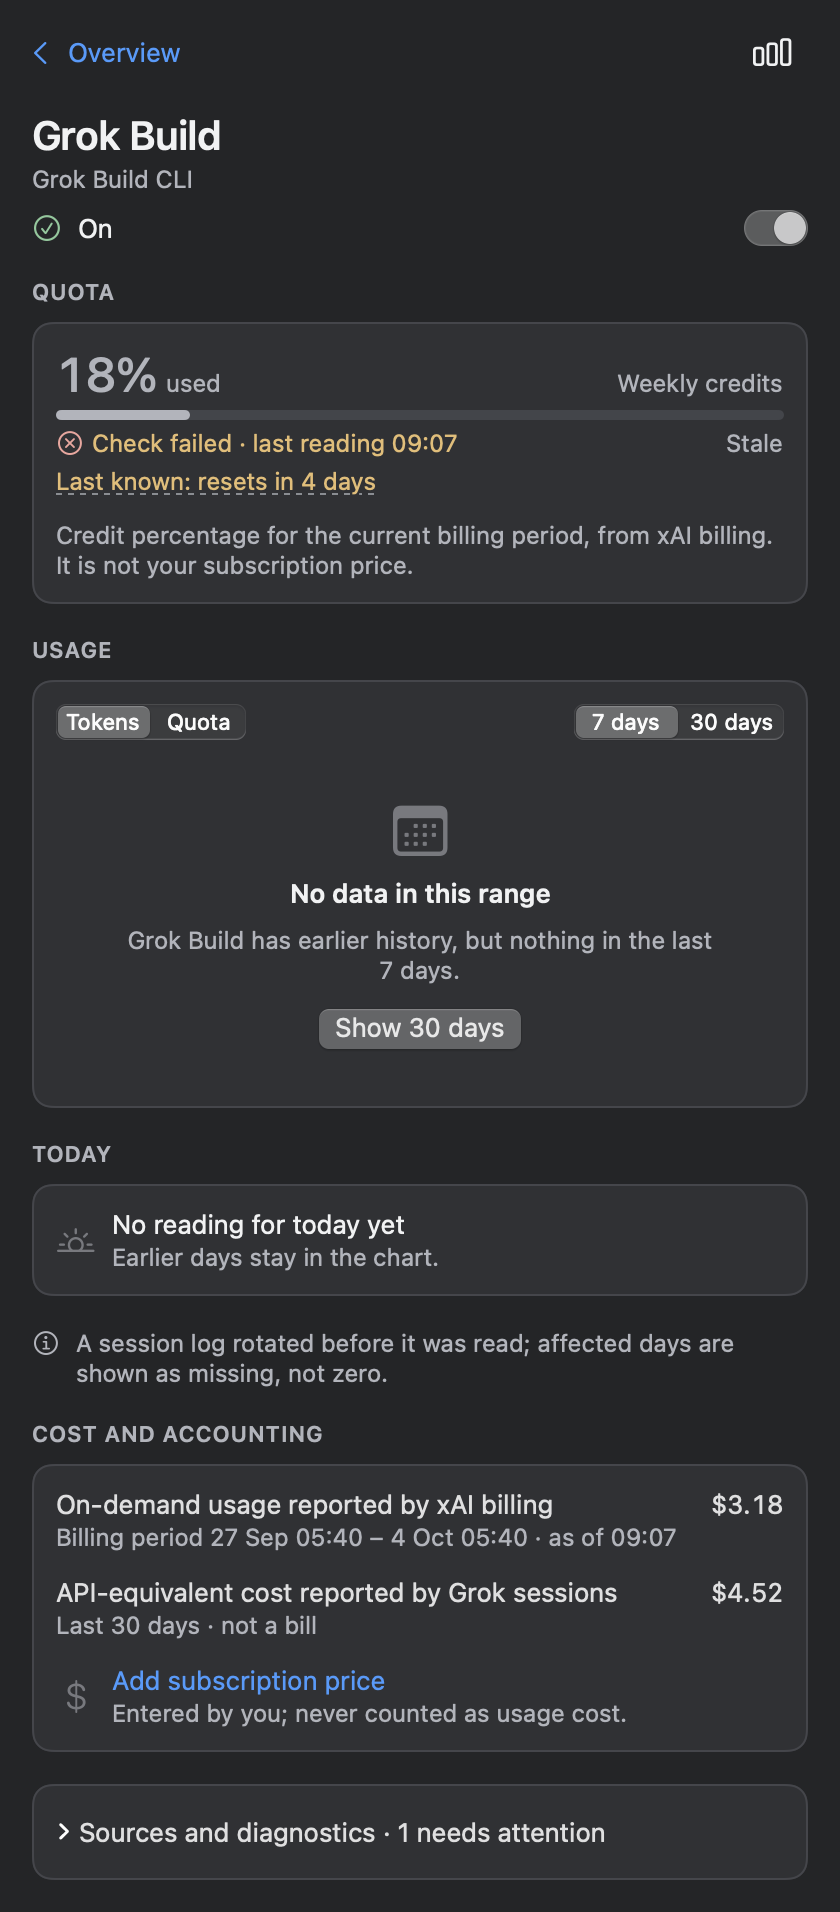 Overview
Grok Build
Grok Build CLI
On
QUOTA
18% used
Weekly credits
Check failed · last reading 09:07
Stale
Last known: resets in 4 days
Credit percentage for the current billing period, from xAI billing.
It is not your subscription price.
USAGE
Tokens
Quota
7 days
30 days
No data in this range
Grok Build has earlier history, but nothing in the last
7 days.
Show 30 days
TODAY
No reading for today yet
Earlier days stay in the chart.
A session log rotated before it was read; affected days are
shown as missing, not zero.
COST AND ACCOUNTING
On-demand usage reported by xAI billing
$3.18
Billing period 27 Sep 05:40 – 4 Oct 05:40 · as of 09:07
API-equivalent cost reported by Grok sessions
$4.52
Last 30 days · not a bill
$
Add subscription price
Entered by you; never counted as usage cost.
Sources and diagnostics · 1 needs attention